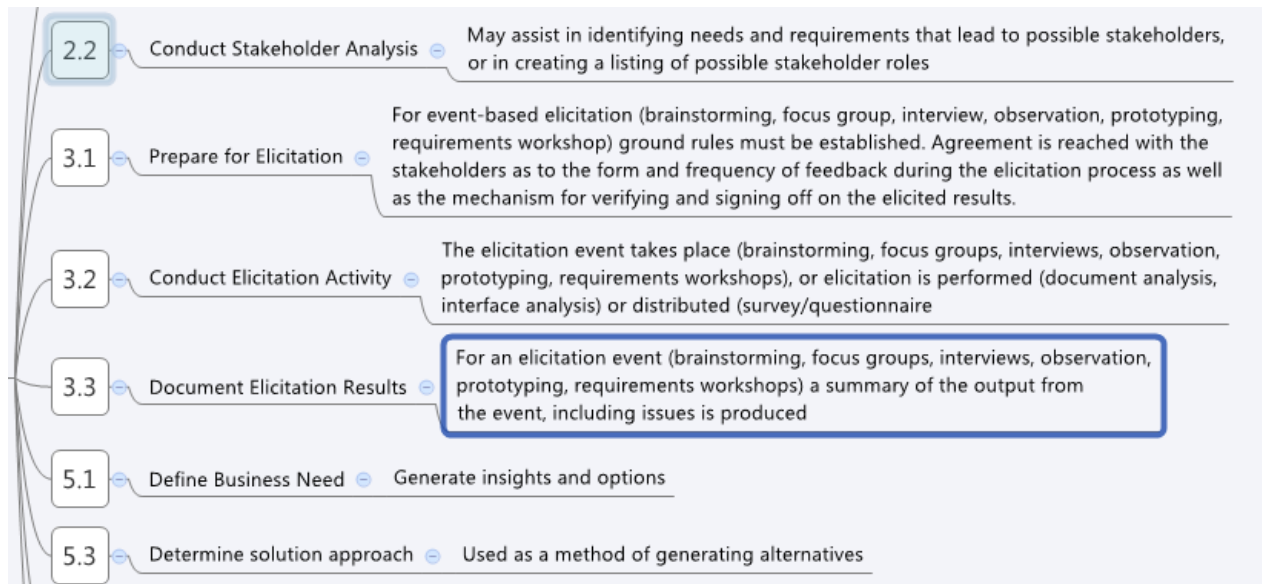 2.2
Conduct Stakeholder Analysis
May assist in identifying needs and requirements that lead to possible stakeholders,
or in creating a listing of possible stakeholder roles
3.1
Prepare for Elicitation
For event-based elicitation (brainstorming, focus group, interview, observation, prototyping,
requirements workshop) ground rules must be established. Agreement is reached with the
stakeholders as to the form and frequency of feedback during the elicitation process as well
as the mechanism for verifying and signing off on the elicited results.
3.2
Conduct Elicitation Activity
The elicitation event takes place (brainstorming, focus groups, interviews, observation,
prototyping, requirements workshops), or elicitation is performed (document analysis,
interface analysis) or distributed (survey/questionnaire
3.3
Document Elicitation Results
For an elicitation event (brainstorming, focus groups, interviews, observation,
prototyping, requirements workshops) a summary of the output from
the event, including issues is produced
5.1
Define Business Need
Generate insights and options
5.3
Determine solution approach
Used as a method of generating alternatives